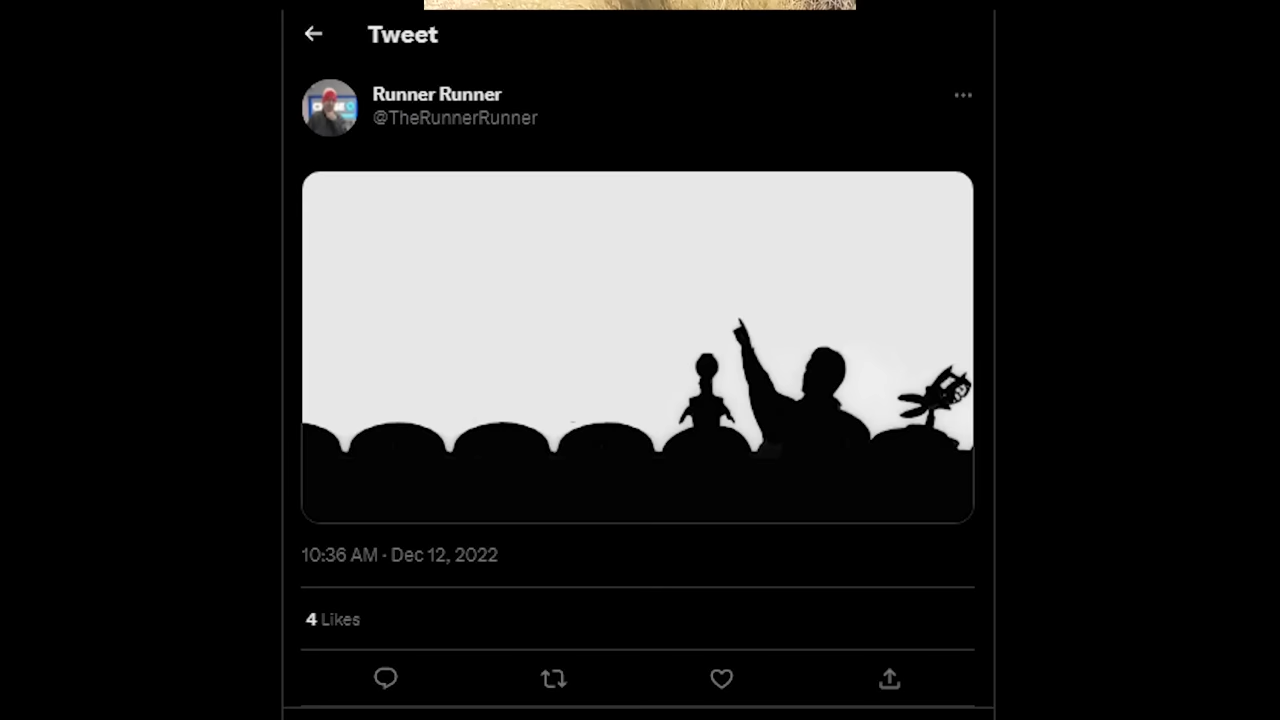 Tweet
Runner Runner
@TheRunnerRunner
10:36 AM · Dec 12, 2022
4 Likes